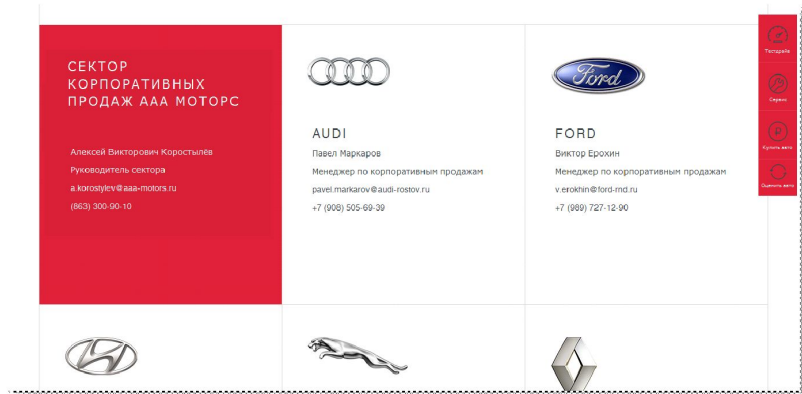 СЕКТОР
КОРПОРАТИВНЫХ
ПРОДАЖ ААА МОТОРС
Алексей Викторович Коростылёв
Руководитель сектора
a.korostylev@aaa-motors.ru
(863) 300-90-10
AUDI
Павел Маркаров
Менеджер по корпоративным продажам
pavel.markarov@audi-rostov.ru
+7 (908) 505-69-39
Ford
FORD
Виктор Ерохин
Менеджер по корпоративным продажам
v.erokhin@ford-rnd.ru
+7 (989) 727-12-90
Тестдрайв
Сервис
Купить авто
Оценить авто